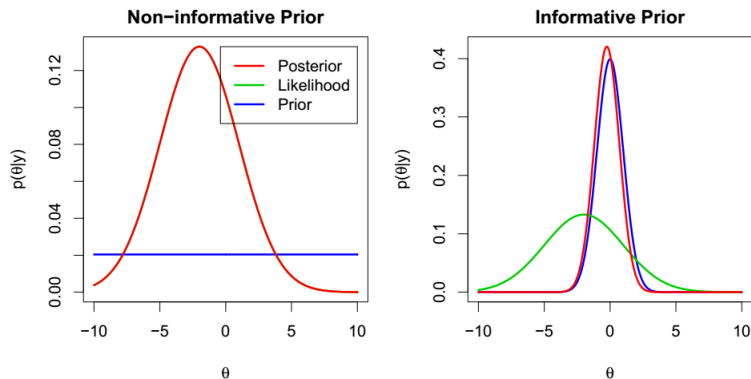 Non−informative Prior
p(θ|y)
0.12
0.08
0.04
0.00
Posterior
Likelihood
Prior
−10 −5 0 5 10
θ
Informative Prior
p(θ|y)
0.4
0.3
0.2
0.1
0.0
−10 −5 0 5 10
θ